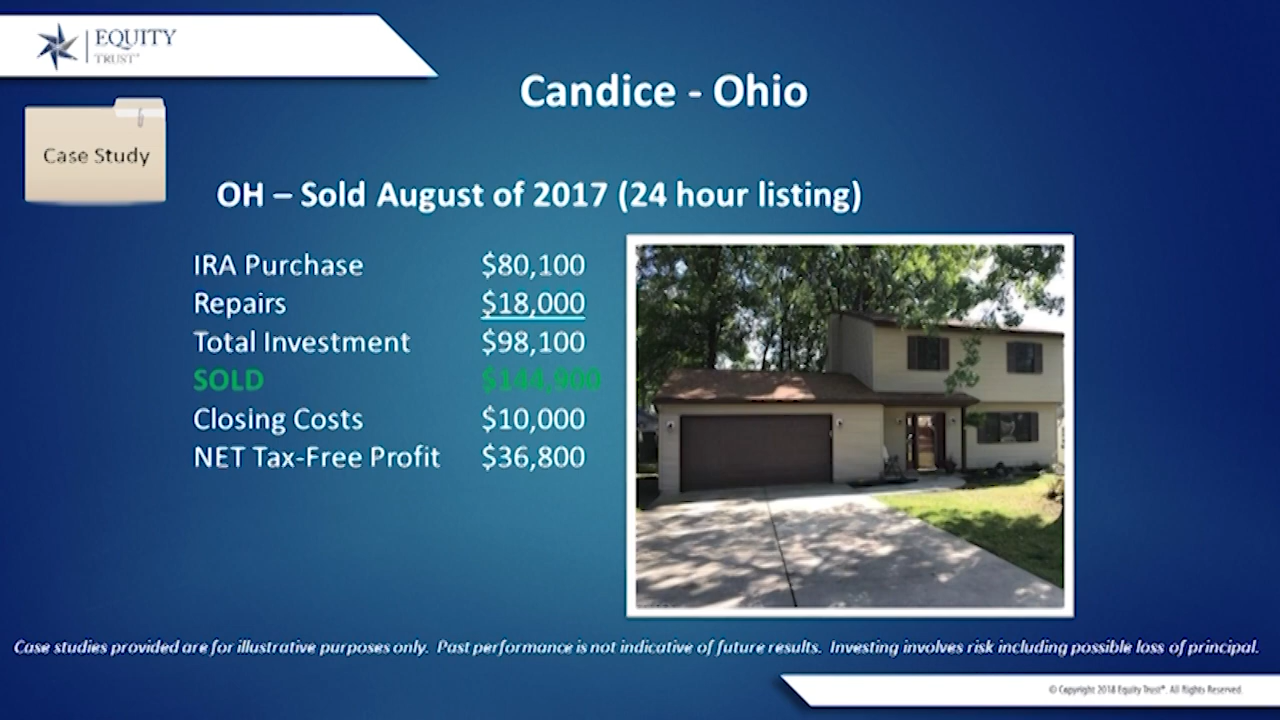 EQUITY
TRUST®
Candice - Ohio
Case Study
OH – Sold August of 2017 (24 hour listing)
IRA Purchase $80,100
Repairs $18,000
Total Investment $98,100
SOLD $144,900
Closing Costs $10,000
NET Tax-Free Profit $36,800
Case studies provided are for illustrative purposes only. Past performance is not indicative of future results. Investing involves risk including possible loss of principal.
© Copyright 2018 Equity Trust®. All Rights Reserved.